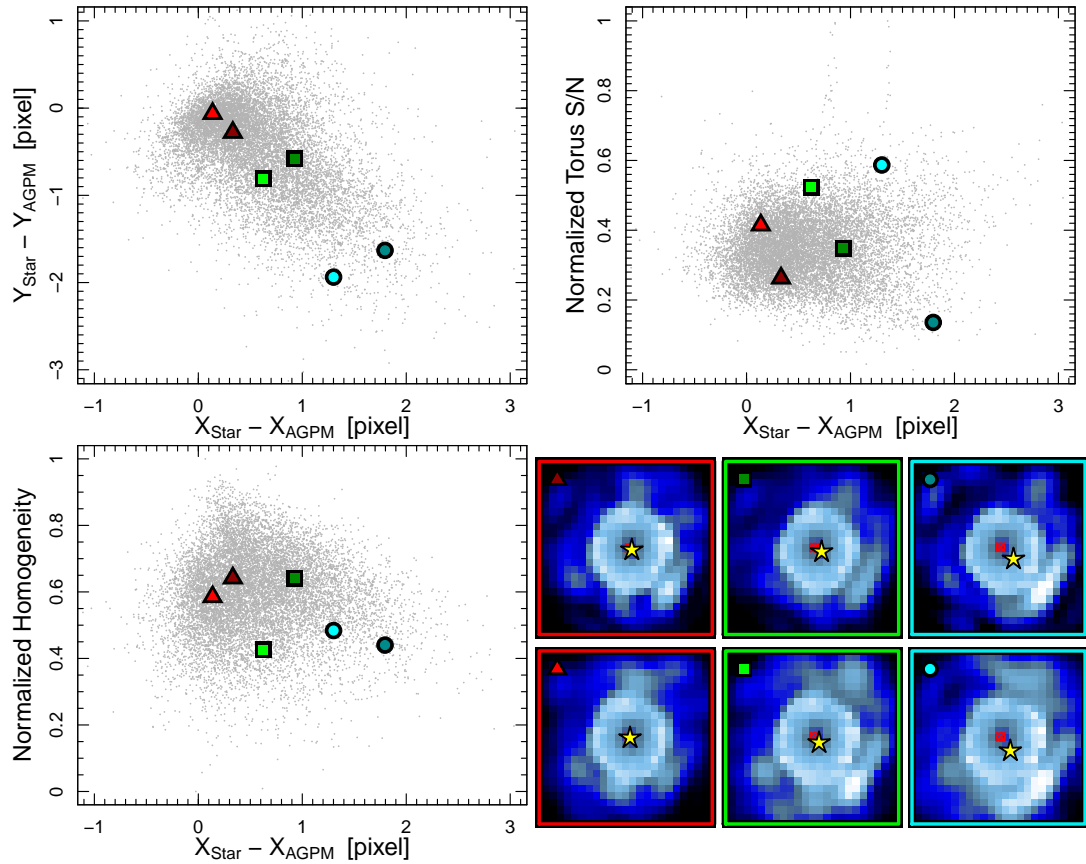 Y_Star − Y_AGPM [pixel]
1
0
−1
−2
−3
−1 0 1 2 3
X_Star − X_AGPM [pixel]
Normalized Torus S/N
1
0.8
0.6
0.4
0.2
0
−1 0 1 2 3
X_Star − X_AGPM [pixel]
Normalized Homogeneity
1
0.8
0.6
0.4
0.2
0
−1 0 1 2 3
X_Star − X_AGPM [pixel]